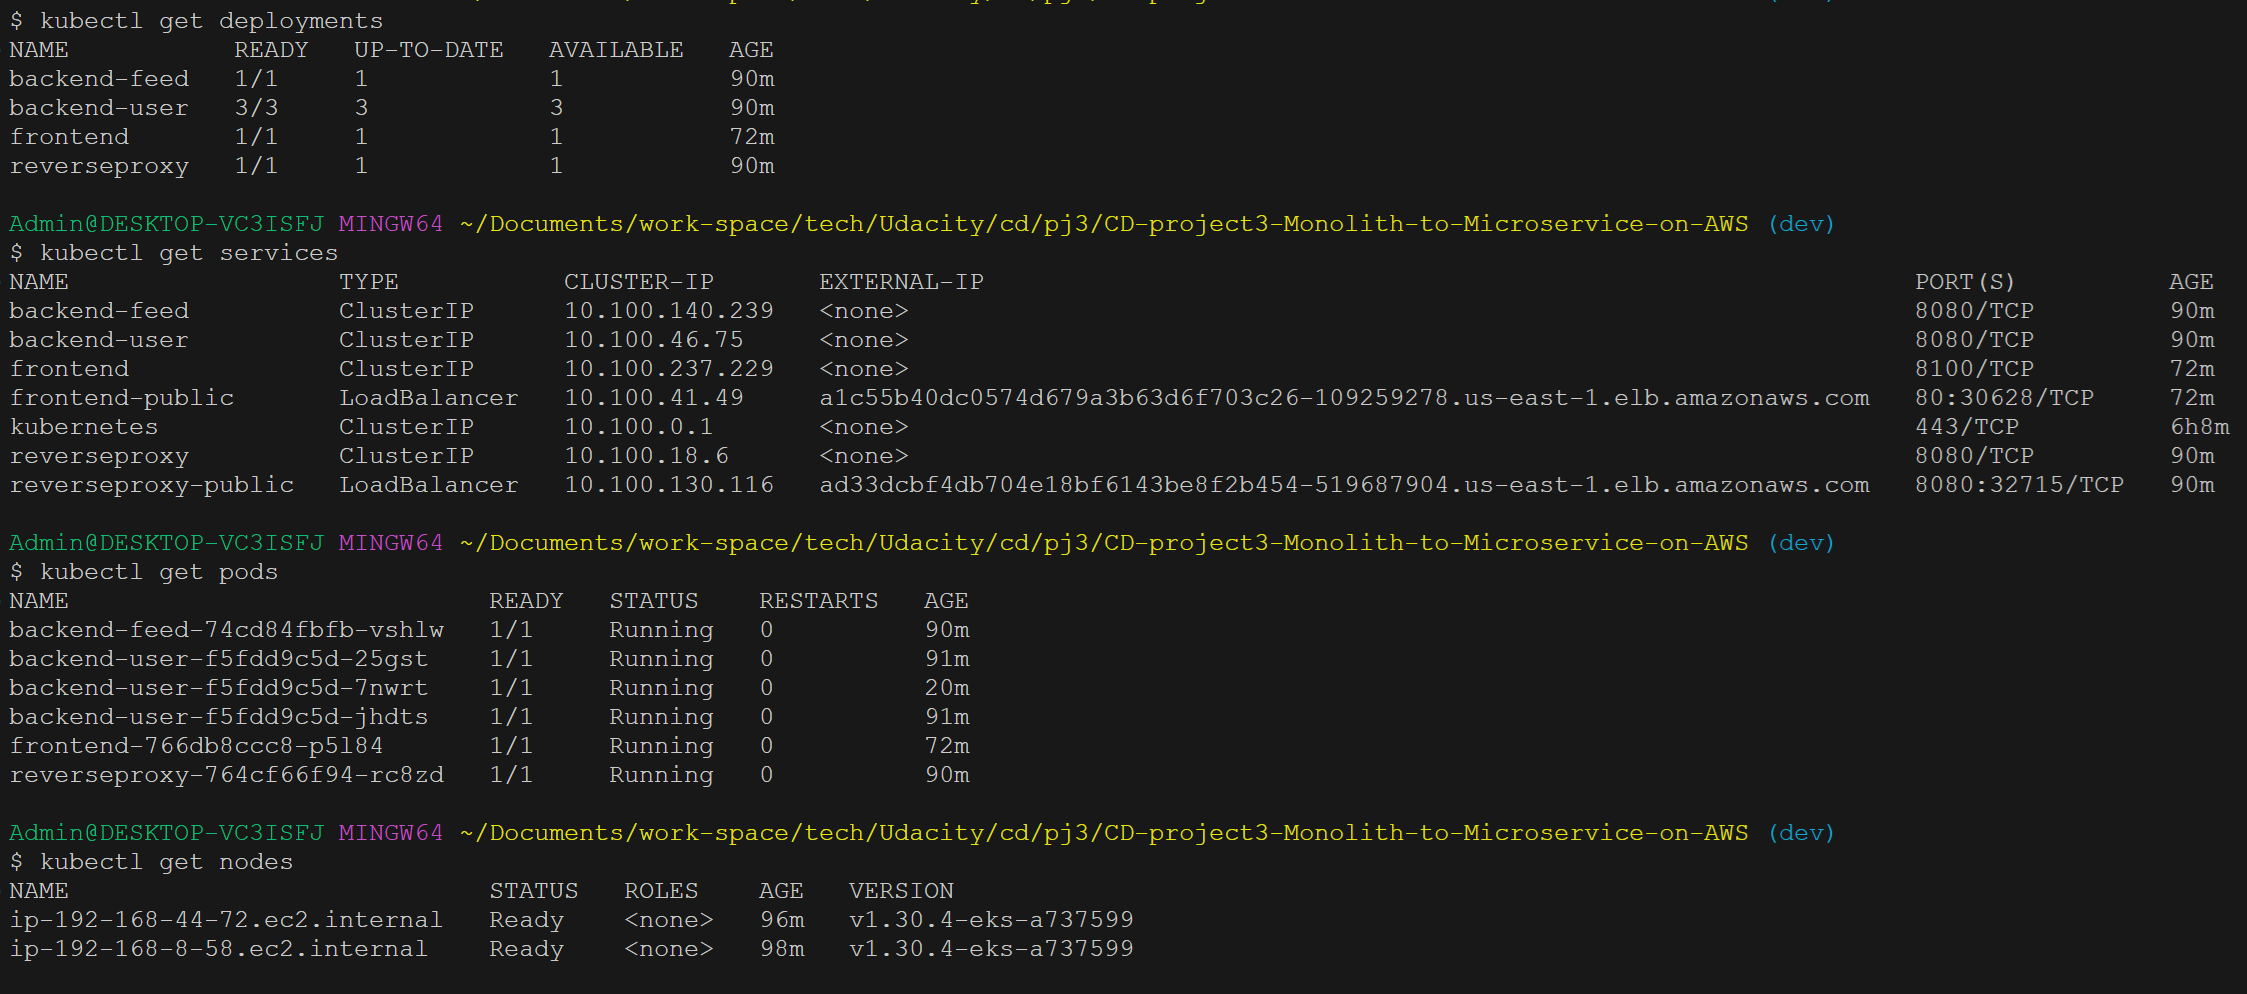 $ kubectl get deployments
NAME READY UP-TO-DATE AVAILABLE AGE
backend-feed 1/1 1 1 90m
backend-user 3/3 3 3 90m
frontend 1/1 1 1 72m
reverseproxy 1/1 1 1 90m
Admin@DESKTOP-VC3ISFJ MINGW64 ~/Documents/work-space/tech/Udacity/cd/pj3/CD-project3-Monolith-to-Microservice-on-AWS (dev)
$ kubectl get services
NAME TYPE CLUSTER-IP EXTERNAL-IP PORT(S) AGE
backend-feed ClusterIP 10.100.140.239 <none> 8080/TCP 90m
backend-user ClusterIP 10.100.46.75 <none> 8080/TCP 90m
frontend ClusterIP 10.100.237.229 <none> 8100/TCP 72m
frontend-public LoadBalancer 10.100.41.49 a1c55b40dc0574d679a3b63d6f703c26-109259278.us-east-1.elb.amazonaws.com 80:30628/TCP 72m
kubernetes ClusterIP 10.100.0.1 <none> 443/TCP 6h8m
reverseproxy ClusterIP 10.100.18.6 <none> 8080/TCP 90m
reverseproxy-public LoadBalancer 10.100.130.116 ad33dcbf4db704e18bf6143be8f2b454-519687904.us-east-1.elb.amazonaws.com 8080:32715/TCP 90m
Admin@DESKTOP-VC3ISFJ MINGW64 ~/Documents/work-space/tech/Udacity/cd/pj3/CD-project3-Monolith-to-Microservice-on-AWS (dev)
$ kubectl get pods
NAME READY STATUS RESTARTS AGE
backend-feed-74cd84fbfb-vshlw 1/1 Running 0 90m
backend-user-f5fdd9c5d-25gst 1/1 Running 0 91m
backend-user-f5fdd9c5d-7nwrt 1/1 Running 0 20m
backend-user-f5fdd9c5d-jhdts 1/1 Running 0 91m
frontend-766db8ccc8-p5l84 1/1 Running 0 72m
reverseproxy-764cf66f94-rc8zd 1/1 Running 0 90m
Admin@DESKTOP-VC3ISFJ MINGW64 ~/Documents/work-space/tech/Udacity/cd/pj3/CD-project3-Monolith-to-Microservice-on-AWS (dev)
$ kubectl get nodes
NAME STATUS ROLES AGE VERSION
ip-192-168-44-72.ec2.internal Ready <none> 96m v1.30.4-eks-a737599
ip-192-168-8-58.ec2.internal Ready <none> 98m v1.30.4-eks-a737599